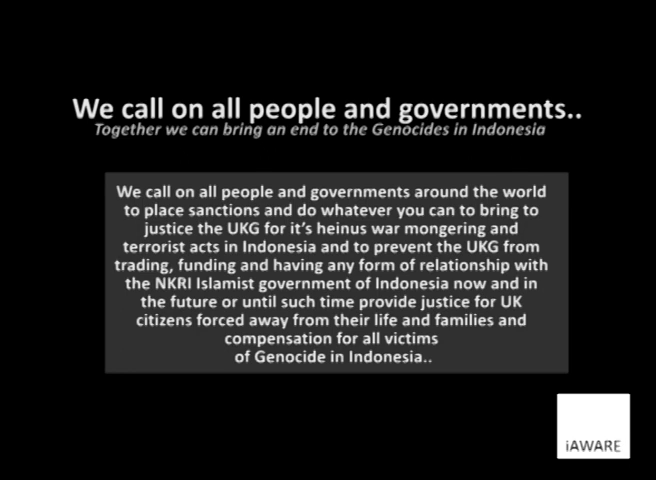 We call on all people and governments..
Together we can bring an end to the Genocides in Indonesia
We call on all people and governments around the world
to place sanctions and do whatever you can to bring to
justice the UKG for it's heinus war mongering and
terrorist acts in Indonesia and to prevent the UKG from
trading, funding and having any form of relationship with
the NKRI Islamist government of Indonesia now and in
the future or until such time provide justice for UK
citizens forced away from their life and families and
compensation for all victims
of Genocide in Indonesia..
iAWARE